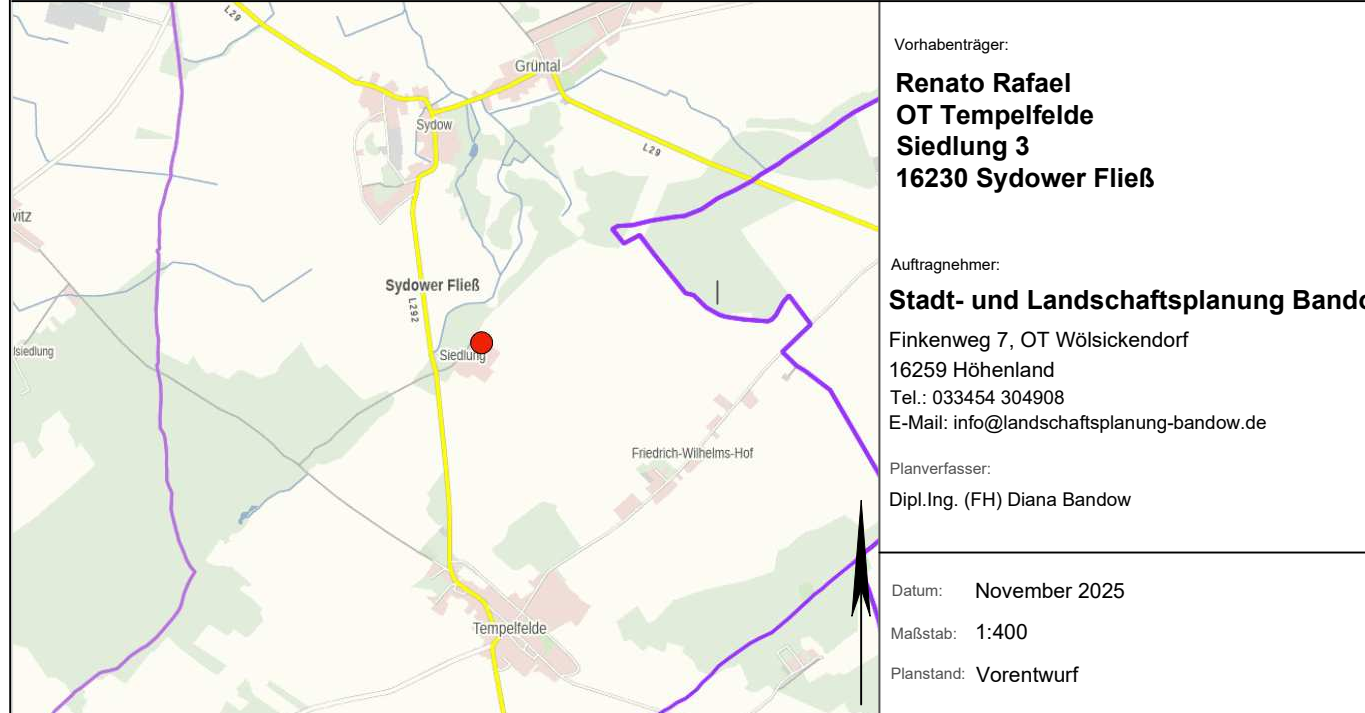 L29
Grüntal
Sydow
L29
witz
Sydower Fließ
L292
lsiedlung
Siedlung
Friedrich-Wilhelms-Hof
Tempelfelde
Vorhabenträger:
Renato Rafael
OT Tempelfelde
Siedlung 3
16230 Sydower Fließ
Auftragnehmer:
Stadt- und Landschaftsplanung Bando
Finkenweg 7, OT Wölsickendorf
16259 Höhenland
Tel.: 033454 304908
E-Mail: info@landschaftsplanung-bandow.de
Planverfasser:
Dipl.Ing. (FH) Diana Bandow
Datum: November 2025
Maßstab: 1:400
Planstand: Vorentwurf